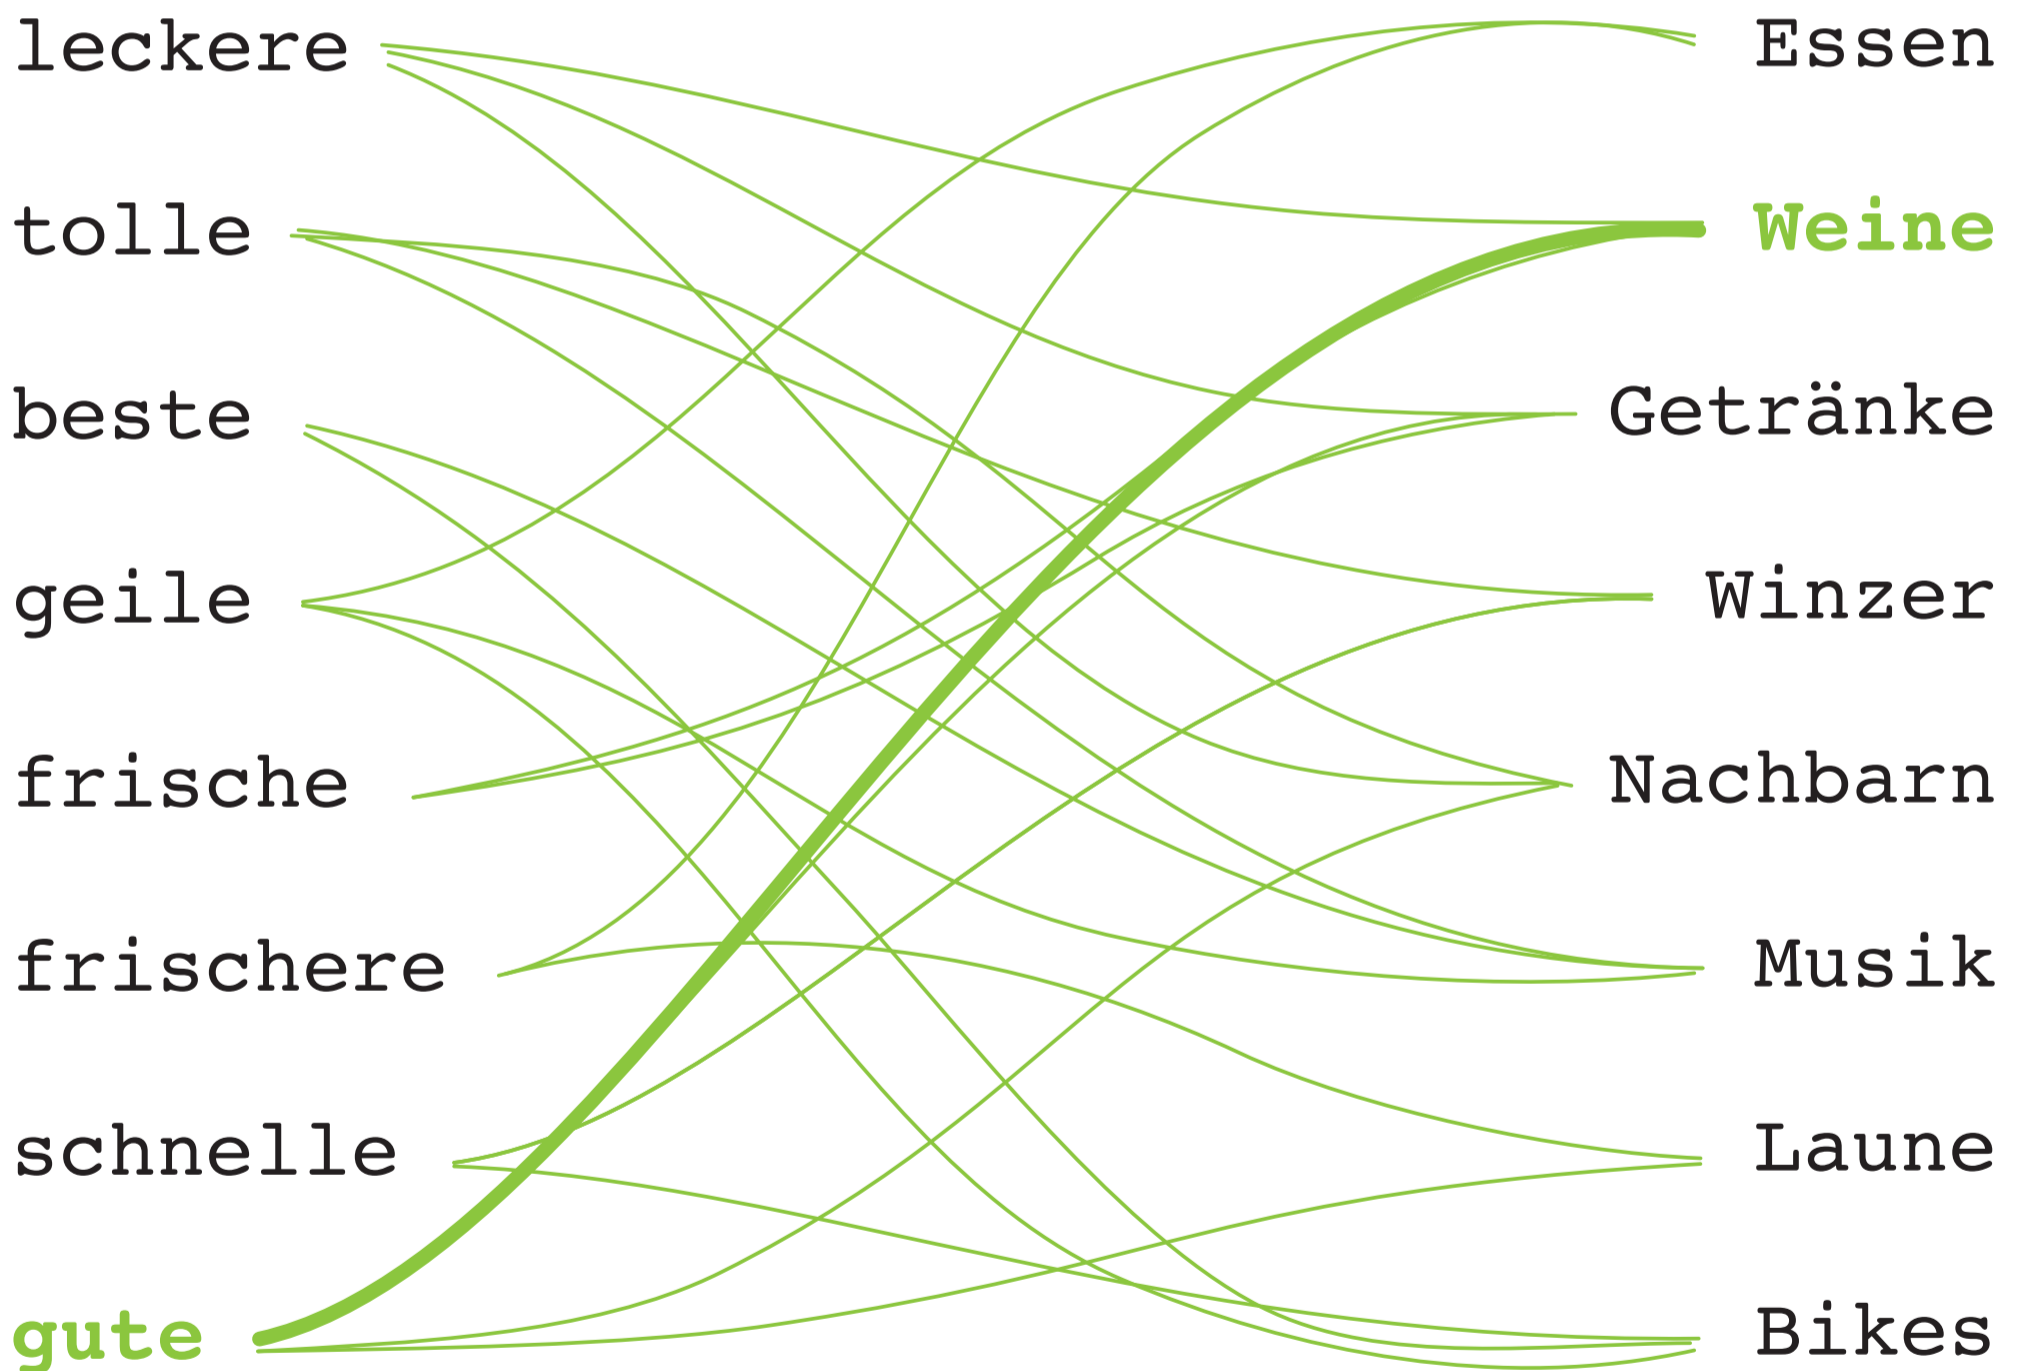 leckere
tolle
beste
geile
frische
frischere
schnelle
gute
Essen
Weine
Getränke
Winzer
Nachbarn
Musik
Laune
Bikes